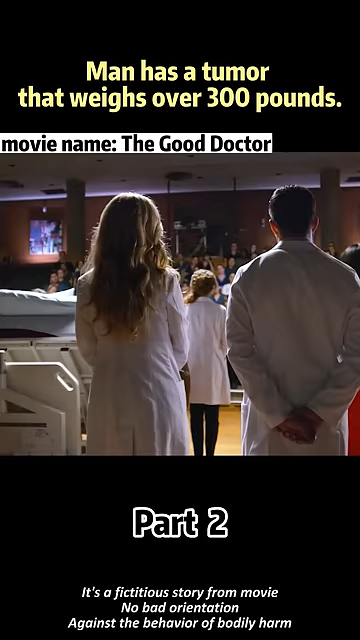 Man has a tumor
that weighs over 300 pounds.
movie name: The Good Doctor
Part 2
It's a fictitious story from movie
No bad orientation
Against the behavior of bodily harm